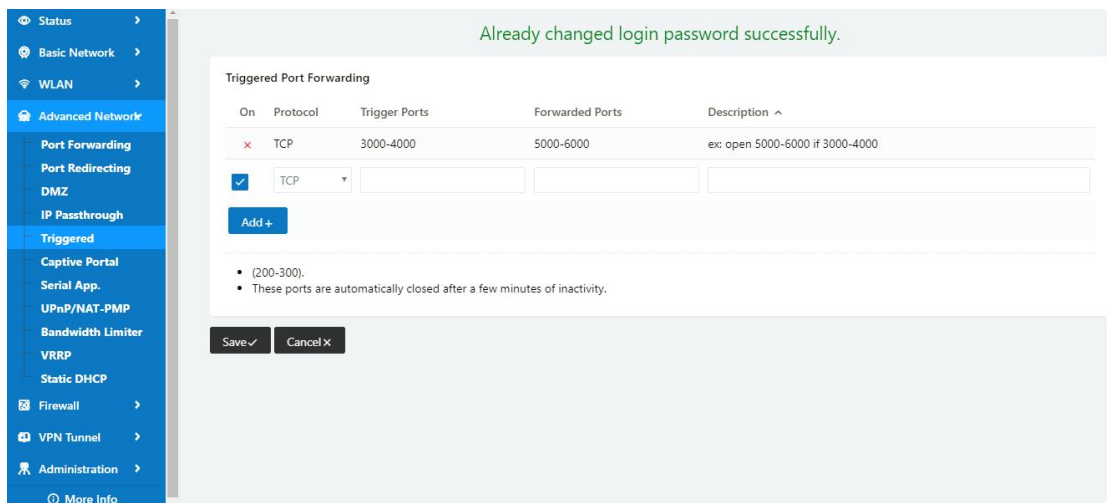 Status
Basic Network
WLAN
Advanced Network
Port Forwarding
Port Redirecting
DMZ
IP Passthrough
Triggered
Captive Portal
Serial App.
UPnP/NAT-PMP
Bandwidth Limiter
VRRP
Static DHCP
Firewall
VPN Tunnel
Administration
More Info
Already changed login password successfully.
Triggered Port Forwarding
On Protocol Trigger Ports Forwarded Ports Description
TCP 3000-4000 5000-6000 ex: open 5000-6000 if 3000-4000
TCP
Add +
(200-300).
These ports are automatically closed after a few minutes of inactivity.
Save Cancel